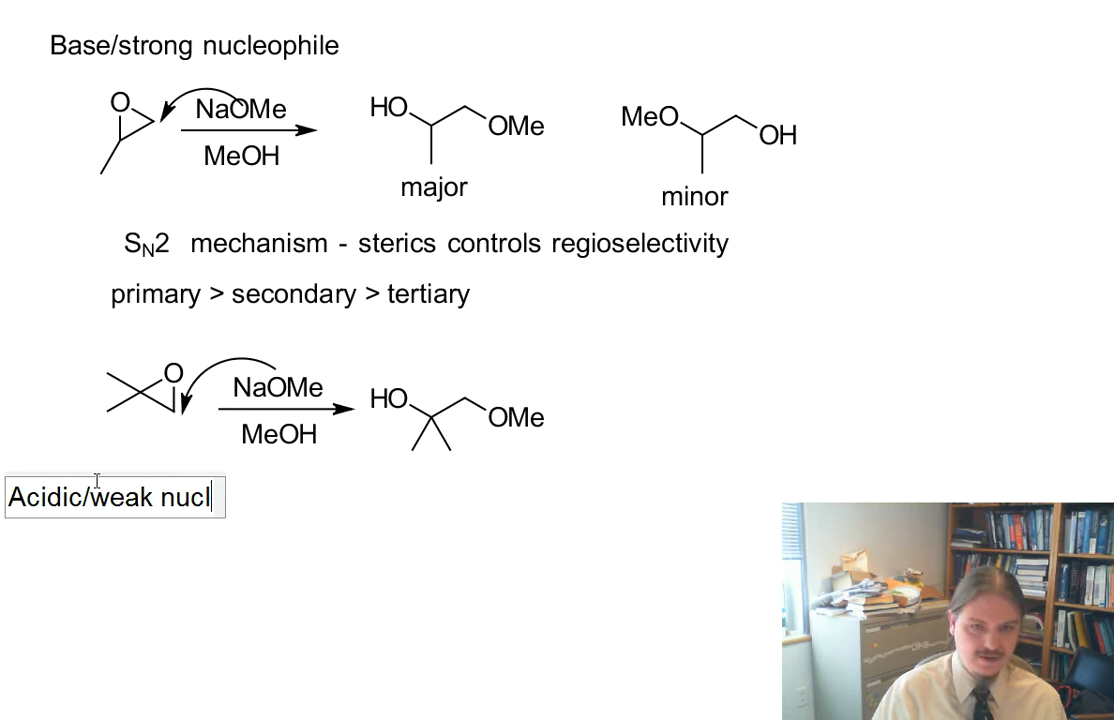 Base/strong nucleophile
O NaOMe HO OMe MeO OH
MeOH
major minor
SN2 mechanism - sterics controls regioselectivity
primary > secondary > tertiary
O NaOMe HO OMe
MeOH
Acidic/weak nucl